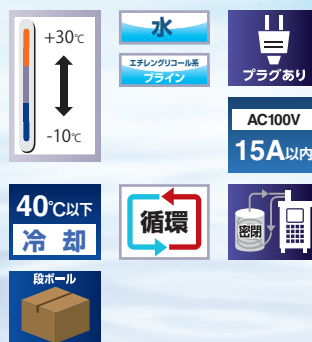 +30℃
-10℃
水
エチレングリコール系
ブライン
プラグあり
AC100V
15A以内
40℃以下
冷却
循環
密閉
段ボール